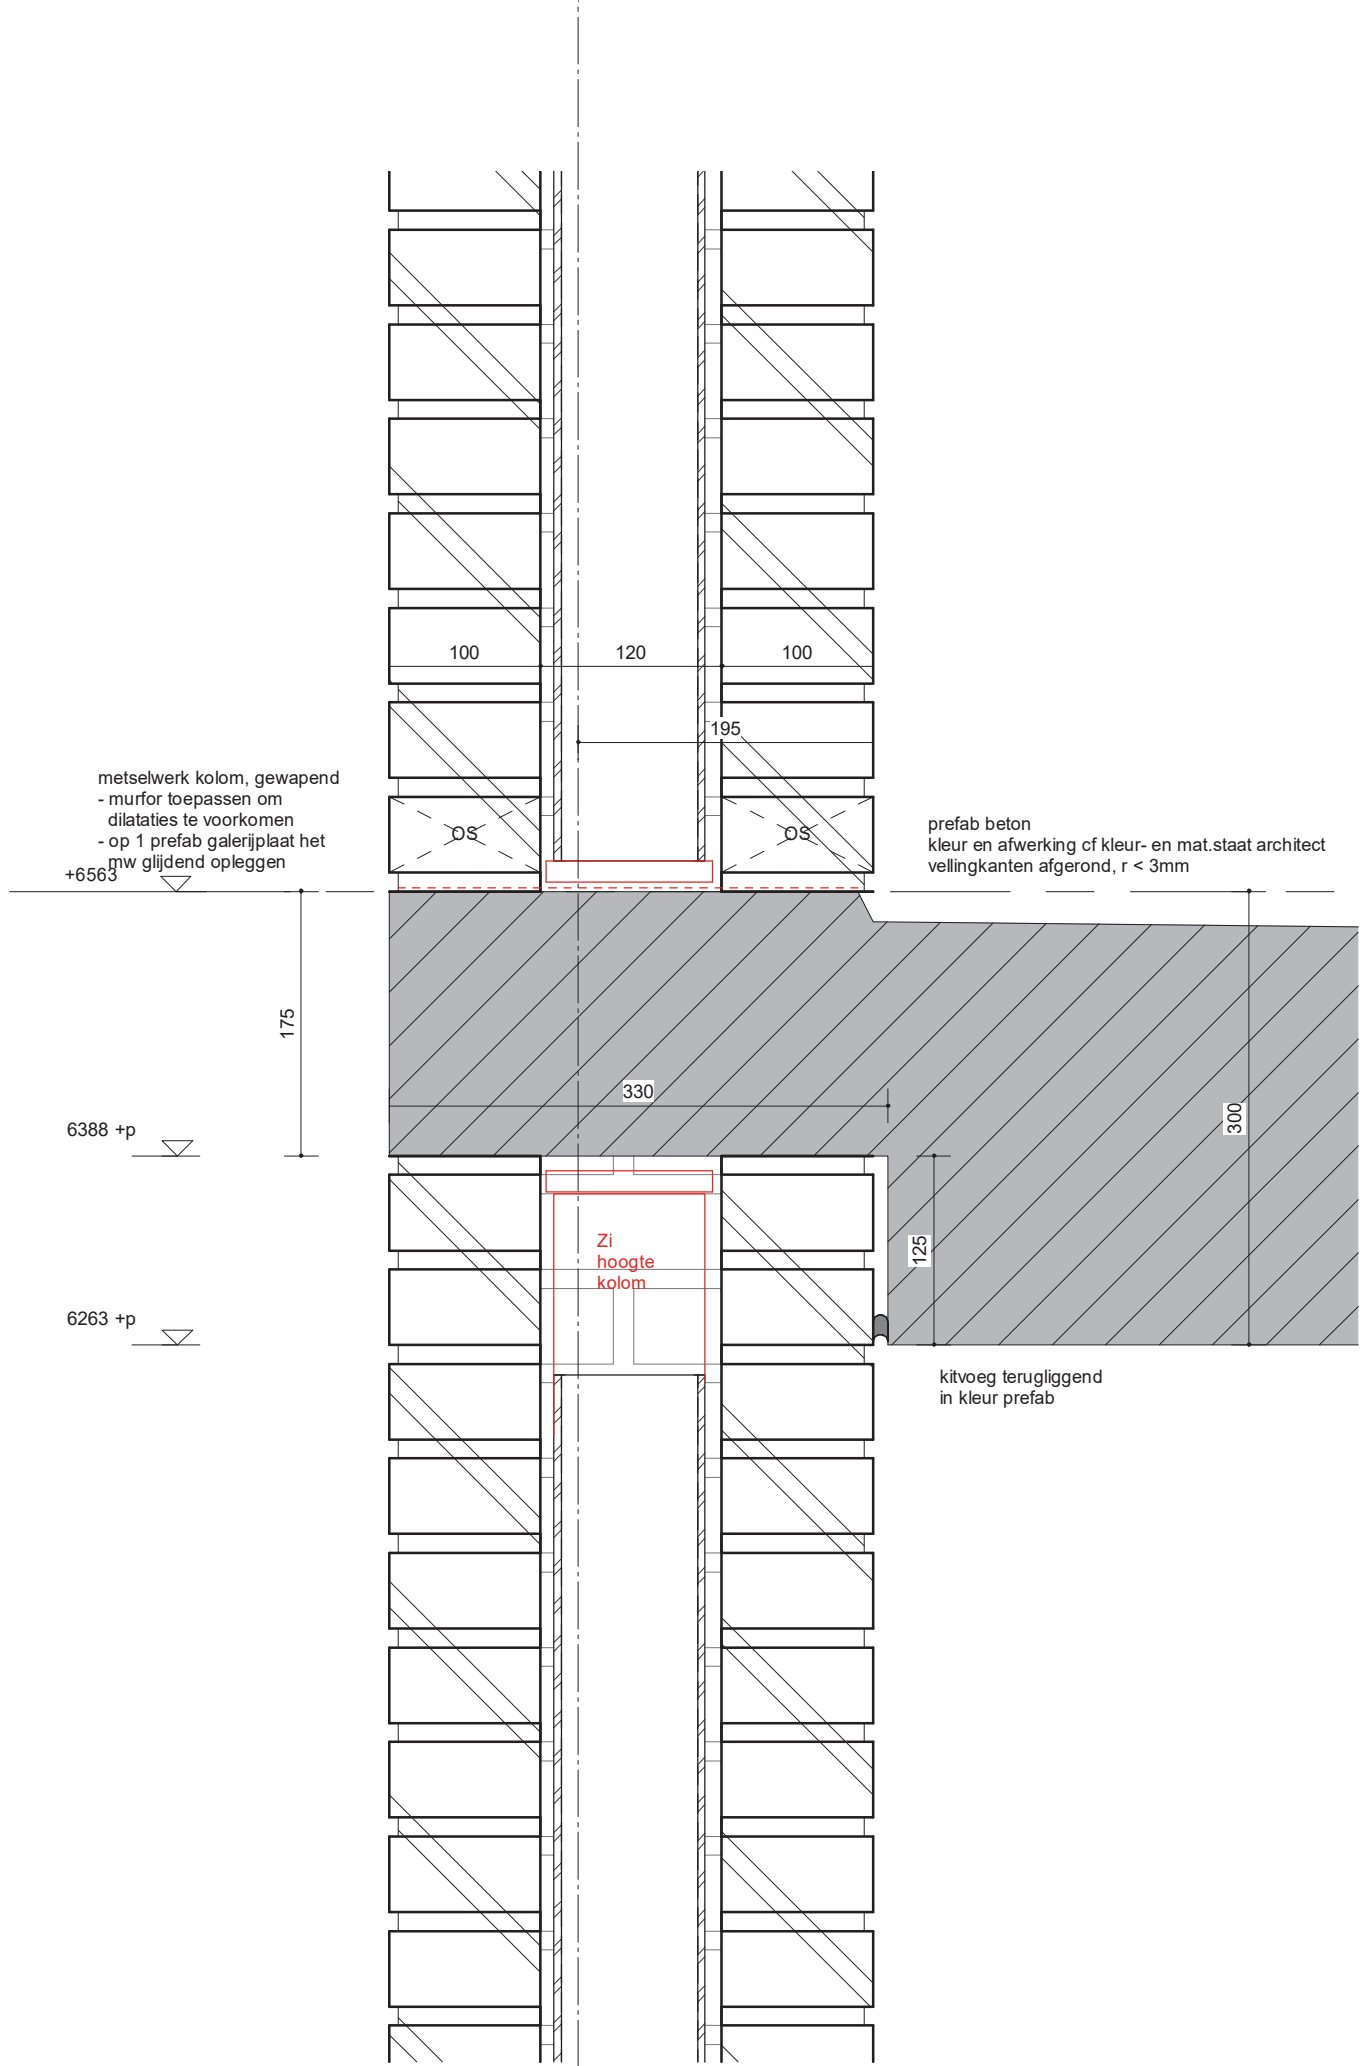 100
120
100
195
metselwerk kolom, gewapend
- murfor toepassen om
dilataties te voorkomen
- op 1 prefab galerijplaat het
mw glijdend opleggen
+6563
OS
OS
prefab beton
kleur en afwerking cf kleur- en mat.staat architect
vellingkanten afgerond, r < 3mm
175
330
300
6388 +p
125
Zi
hoogte
kolom
6263 +p
kitvoeg terugliggend
in kleur prefab